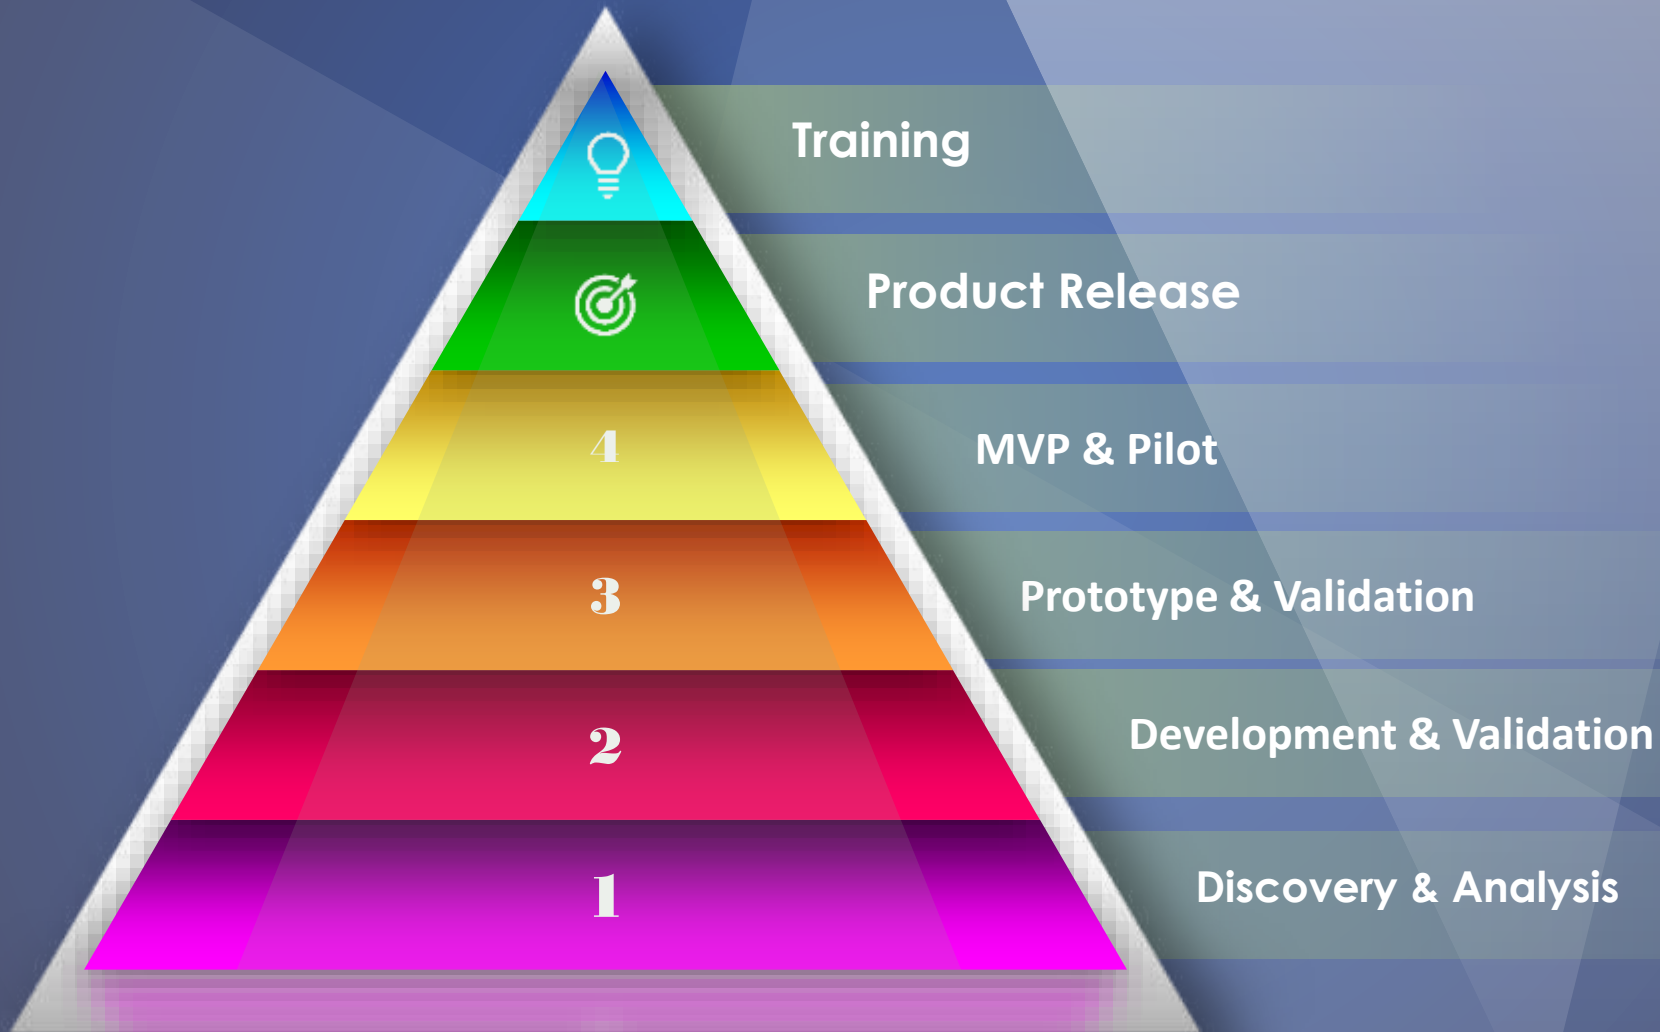 Training
Product Release
4
MVP & Pilot
3
Prototype & Validation
2
Development & Validation
1
Discovery & Analysis